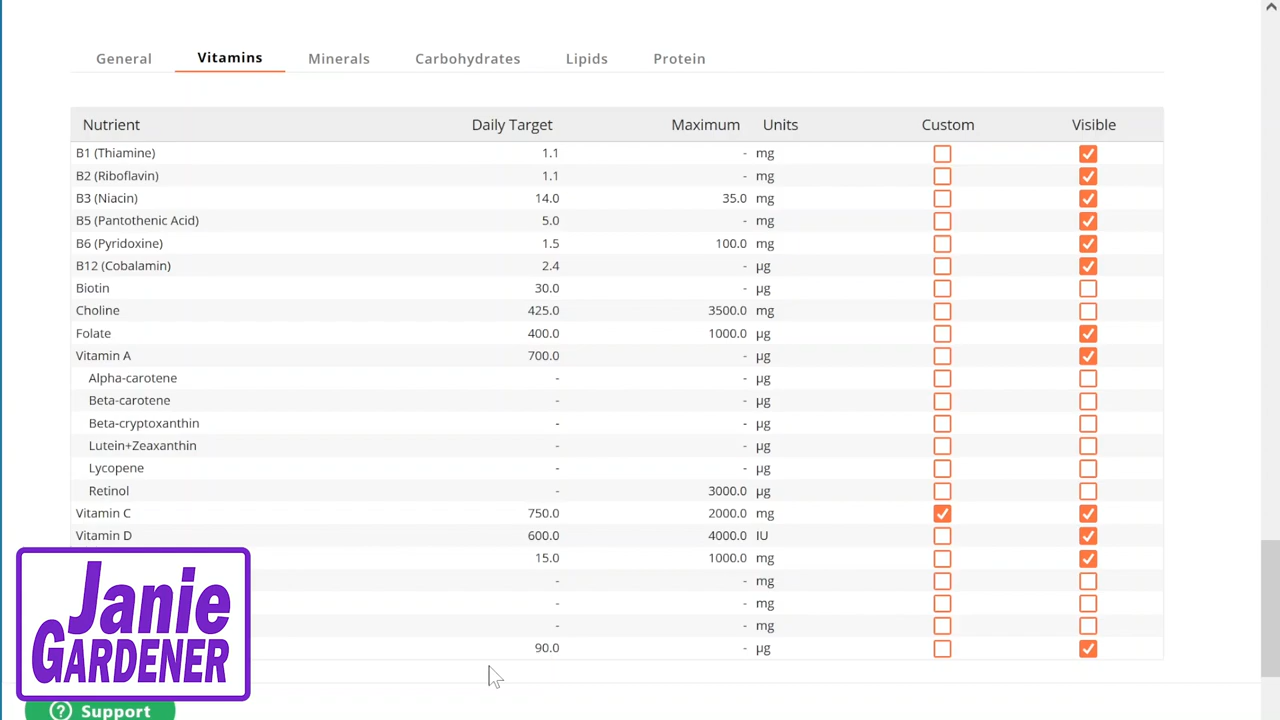 General Vitamins Minerals Carbohydrates Lipids Protein
Nutrient Daily Target Maximum Units Custom Visible
B1 (Thiamine) 1.1 - mg
B2 (Riboflavin) 1.1 - mg
B3 (Niacin) 14.0 35.0 mg
B5 (Pantothenic Acid) 5.0 - mg
B6 (Pyridoxine) 1.5 100.0 mg
B12 (Cobalamin) 2.4 - µg
Biotin 30.0 - µg
Choline 425.0 3500.0 mg
Folate 400.0 1000.0 µg
Vitamin A 700.0 - µg
Alpha-carotene - - µg
Beta-carotene - - µg
Beta-cryptoxanthin - - µg
Lutein+Zeaxanthin - - µg
Lycopene - - µg
Retinol - 3000.0 µg
Vitamin C 750.0 2000.0 mg
Vitamin D 600.0 4000.0 IU
15.0 1000.0 mg
- - mg
- - mg
- - mg
90.0 - µg
Janie
GARDENER
? Support